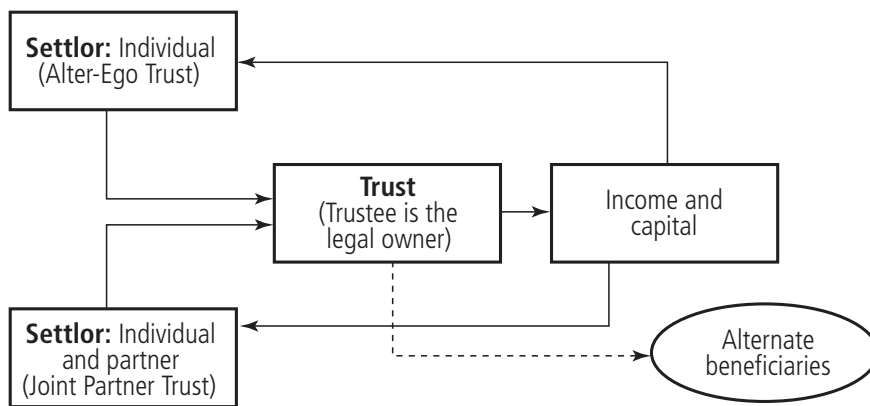 Settlor: Individual
(Alter-Ego Trust)
Trust
(Trustee is the
legal owner)
Income and
capital
Settlor: Individual
and partner
(Joint Partner Trust)
Alternate
beneficiaries